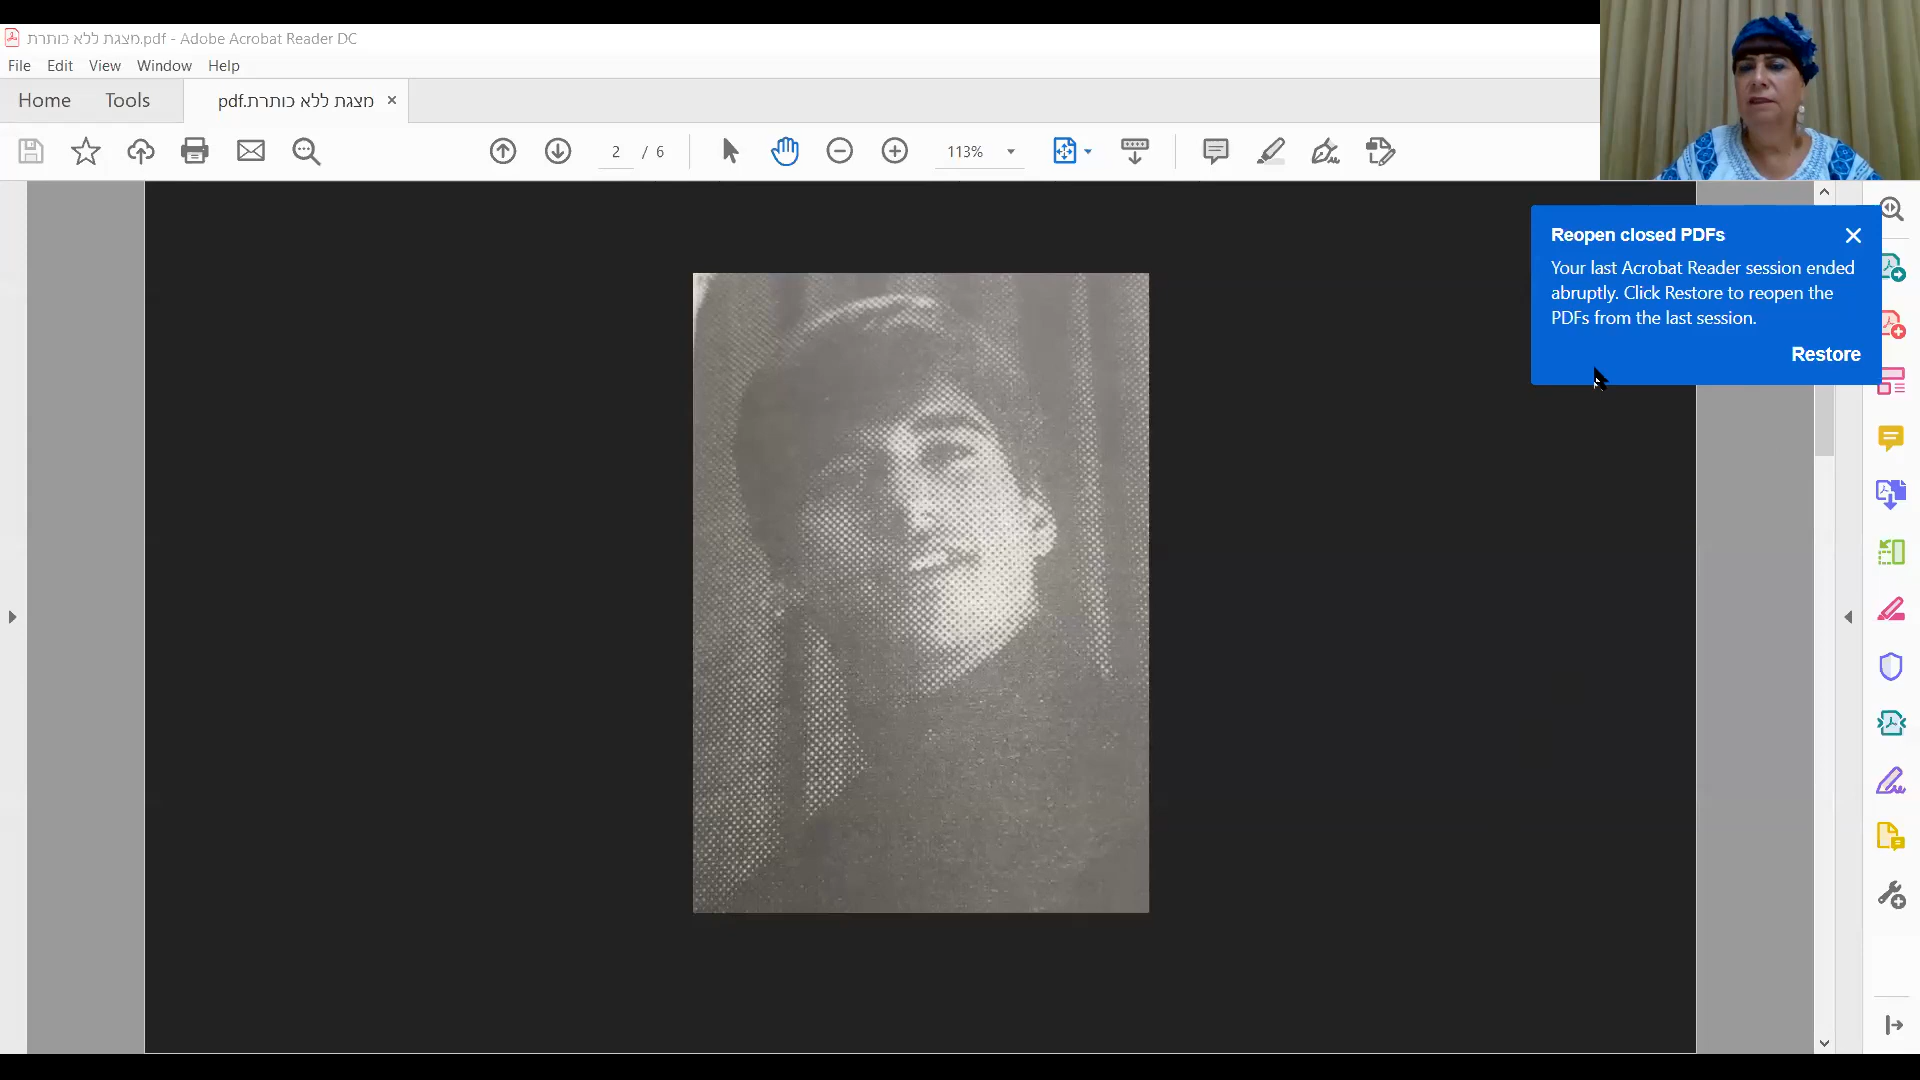 מצגת ללא כותרת.pdf - Adobe Acrobat Reader DC
File Edit View Window Help
Home Tools מצגת ללא כותרת.pdf
2 / 6 113%
Reopen closed PDFs
Your last Acrobat Reader session ended
abruptly. Click Restore to reopen the
PDFs from the last session.
Restore